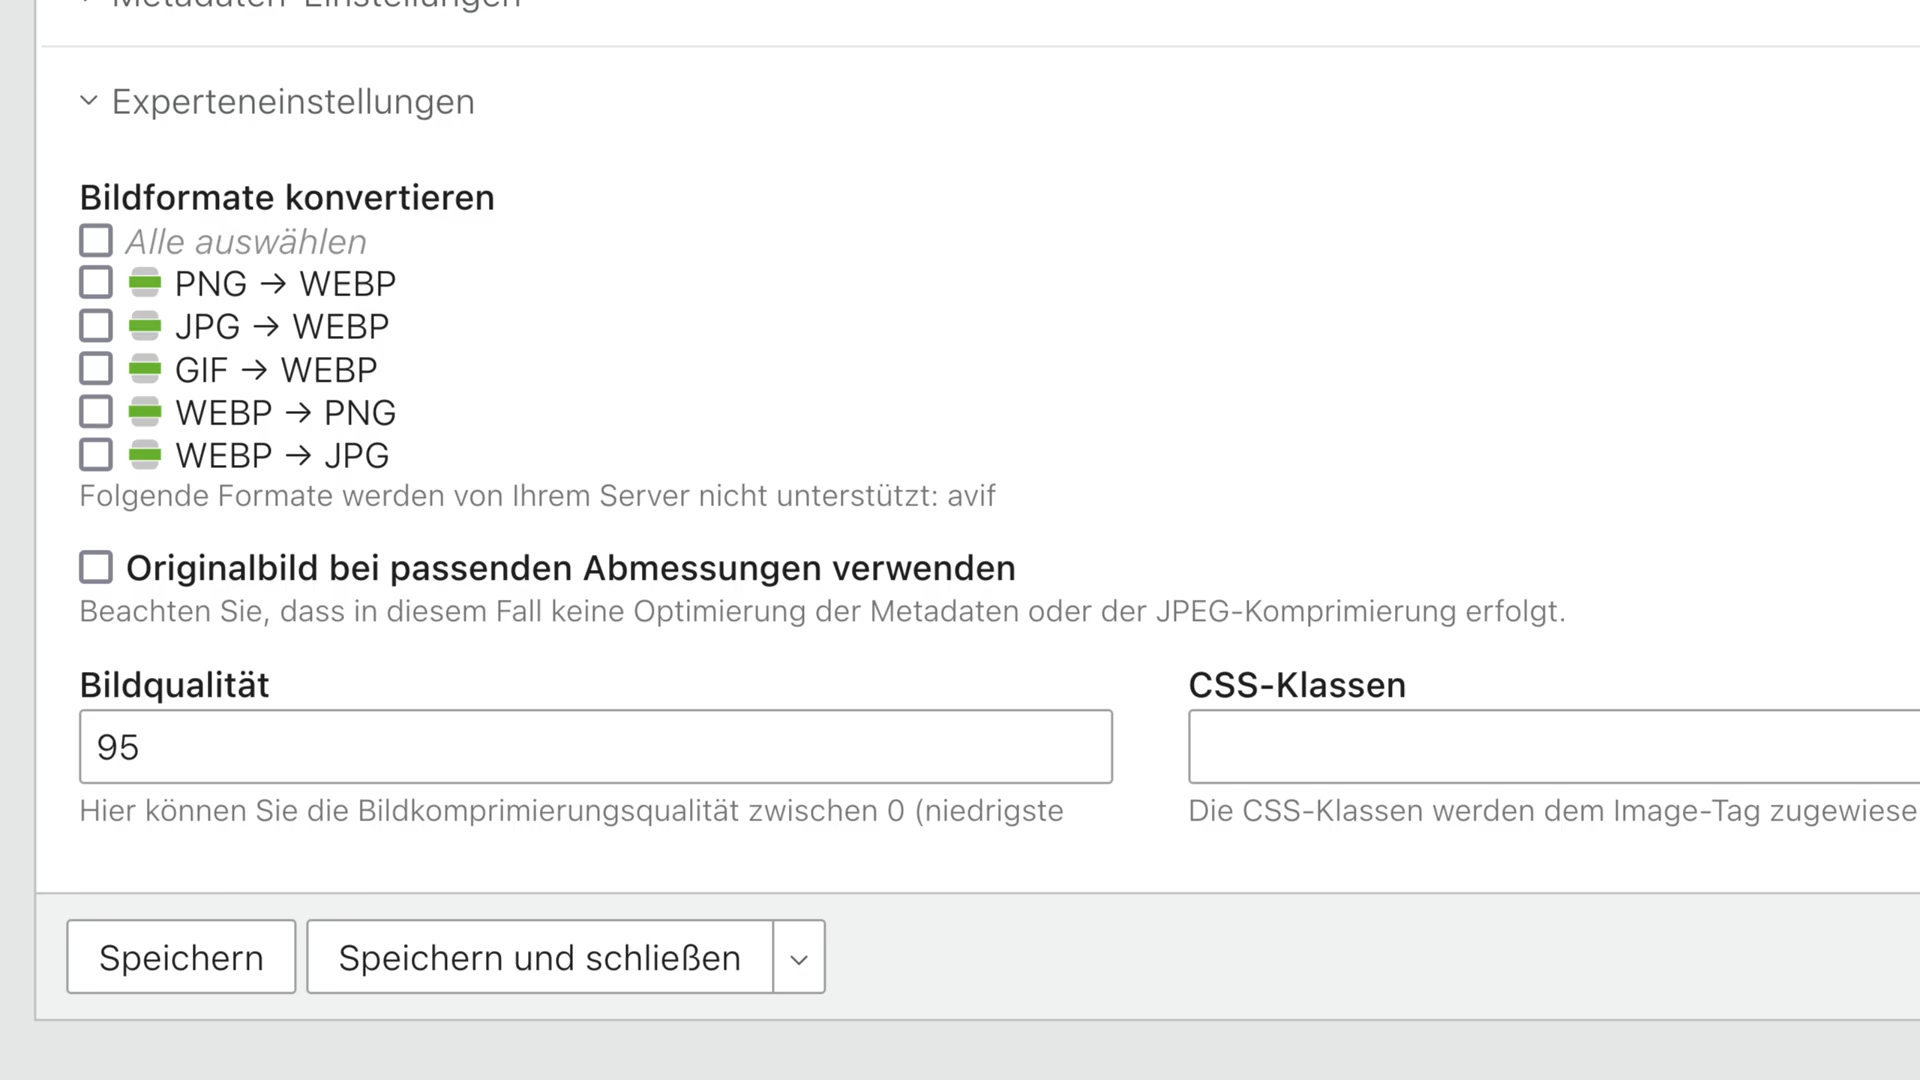 Metadaten-Einstellungen
Experteneinstellungen
Bildformate konvertieren
Alle auswählen
PNG → WEBP
JPG → WEBP
GIF → WEBP
WEBP → PNG
WEBP → JPG
Folgende Formate werden von Ihrem Server nicht unterstützt: avif
Originalbild bei passenden Abmessungen verwenden
Beachten Sie, dass in diesem Fall keine Optimierung der Metadaten oder der JPEG-Komprimierung erfolgt.
Bildqualität
95
Hier können Sie die Bildkomprimierungsqualität zwischen 0 (niedrigste
CSS-Klassen
Die CSS-Klassen werden dem Image-Tag zugewiese
Speichern
Speichern und schließen